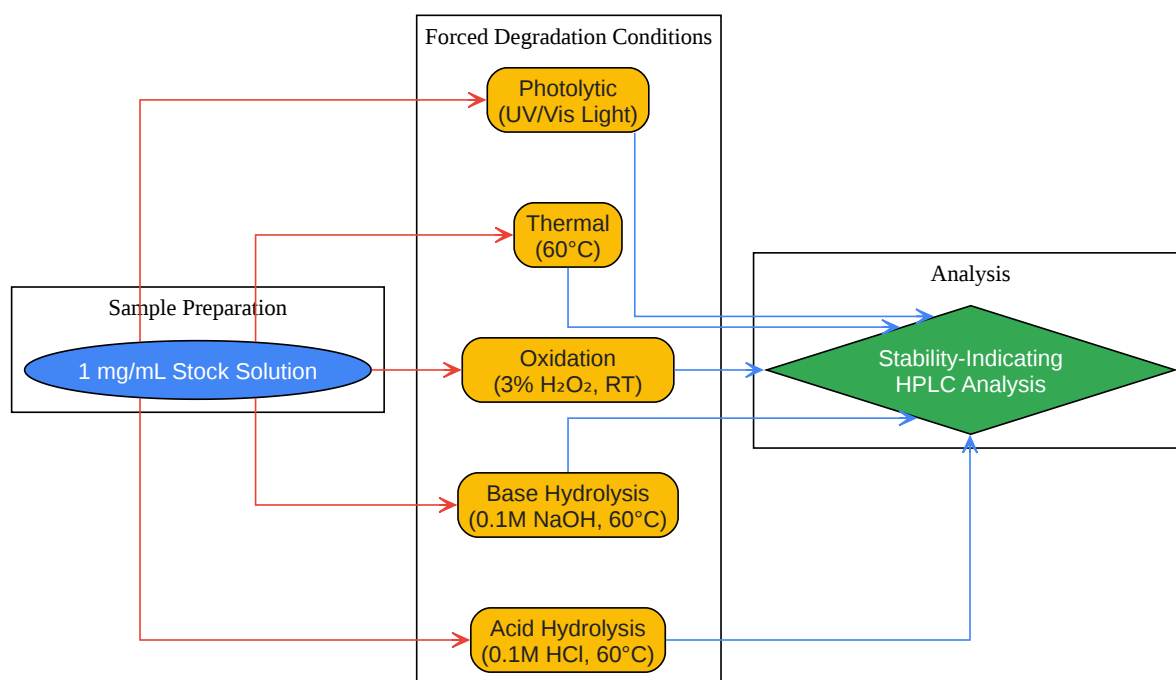 Forced Degradation Conditions
Photolytic
(UV/Vis Light)
Thermal
(60°C)
Sample Preparation
1 mg/mL Stock Solution
Oxidation
(3% H₂O₂, RT)
Analysis
Stability-Indicating
HPLC Analysis
Base Hydrolysis
(0.1M NaOH, 60°C)
Acid Hydrolysis
(0.1M HCl, 60°C)